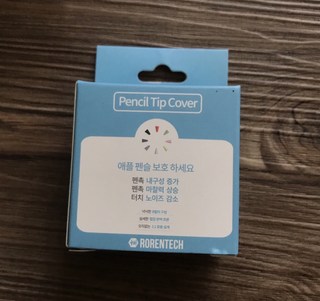 Pencil Tip Cover
애플 펜슬 보호 하세요
펜촉 내구성 증가
펜촉 마찰력 상승
터치 노이즈 감소
RORENTECH